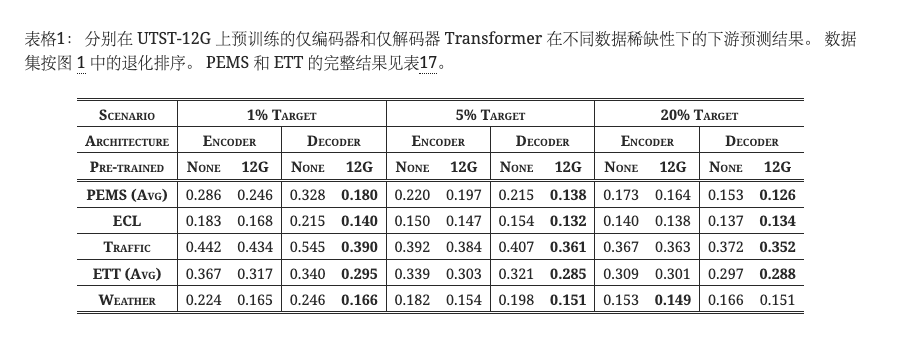 表格1： 分别在 UTST-12G 上预训练的仅编码器和仅解码器 Transformer 在不同数据稀缺性下的下游预测结果。 数据
集按图 1 中的退化排序。 PEMS 和 ETT 的完整结果见表17。
SCENARIO 1% TARGET 5% TARGET 20% TARGET
ARCHITECTURE ENCODER DECODER ENCODER DECODER ENCODER DECODER
PRE-TRAINED NONE 12G NONE 12G NONE 12G NONE 12G NONE 12G NONE 12G
PEMS (AVG) 0.286 0.246 0.328 0.180 0.220 0.197 0.215 0.138 0.173 0.164 0.153 0.126
ECL 0.183 0.168 0.215 0.140 0.150 0.147 0.154 0.132 0.140 0.138 0.137 0.134
TRAFFIC 0.442 0.434 0.545 0.390 0.392 0.384 0.407 0.361 0.367 0.363 0.372 0.352
ETT (AVG) 0.367 0.317 0.340 0.295 0.339 0.303 0.321 0.285 0.309 0.301 0.297 0.288
WEATHER 0.224 0.165 0.246 0.166 0.182 0.154 0.198 0.151 0.153 0.149 0.166 0.151